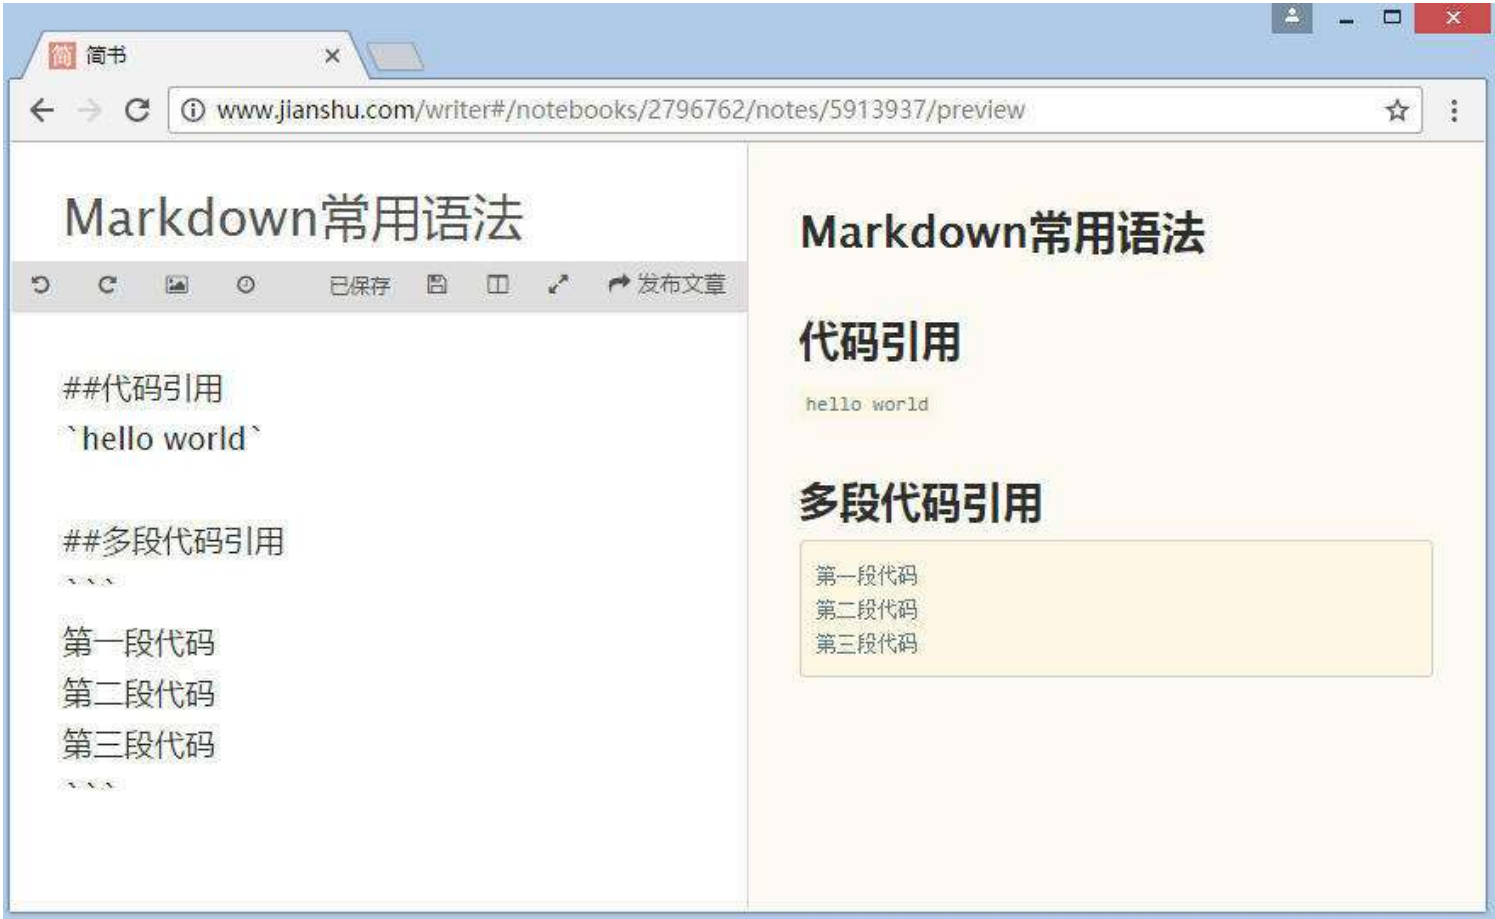 简 简书
www.jianshu.com/writer#/notebooks/2796762/notes/5913937/preview
Markdown常用语法
已保存 发布文章
##代码引用
`hello world`
##多段代码引用
```
第一段代码
第二段代码
第三段代码
```
Markdown常用语法
代码引用
hello world
多段代码引用
第一段代码
第二段代码
第三段代码